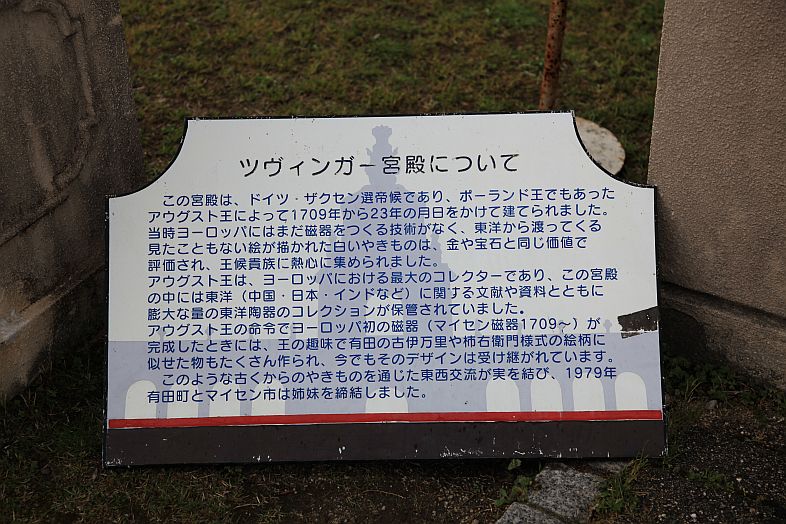 ツヴィンガー宮殿について
この宮殿は、ドイツ・ザクセン選帝候であり、ポーランド王でもあった
アウグスト王によって1709年から23年の月日をかけて建てられました。
当時ヨーロッパにはまだ磁器をつくる技術がなく、東洋から渡ってくる
見たこともない絵が描かれた白いやきものは、金や宝石と同じ価値で
評価され、王候貴族に熱心に集められました。
アウグスト王は、ヨーロッパにおける最大のコレクターであり、この宮殿
の中には東洋（中国・日本・インドなど）に関する文献や資料とともに
膨大な量の東洋陶器のコレクションが保管されていました。
アウグスト王の命令でヨーロッパ初の磁器（マイセン磁器1709～）が
完成したときには、王の趣味で有田の古伊万里や柿右衛門様式の絵柄に
似せた物もたくさん作られ、今でもそのデザインは受け継がれています。
このような古くからのやきものを通じた東西交流が実を結び、1979年
有田町とマイセン市は姉妹を締結しました。